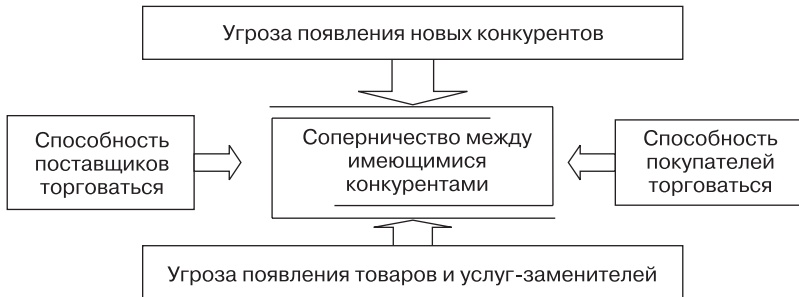 Угроза появления новых конкурентов
Способность
поставщиков
торговаться
Соперничество между
имеющимися
конкурентами
Способность
покупателей
торговаться
Угроза появления товаров и услуг-заменителей